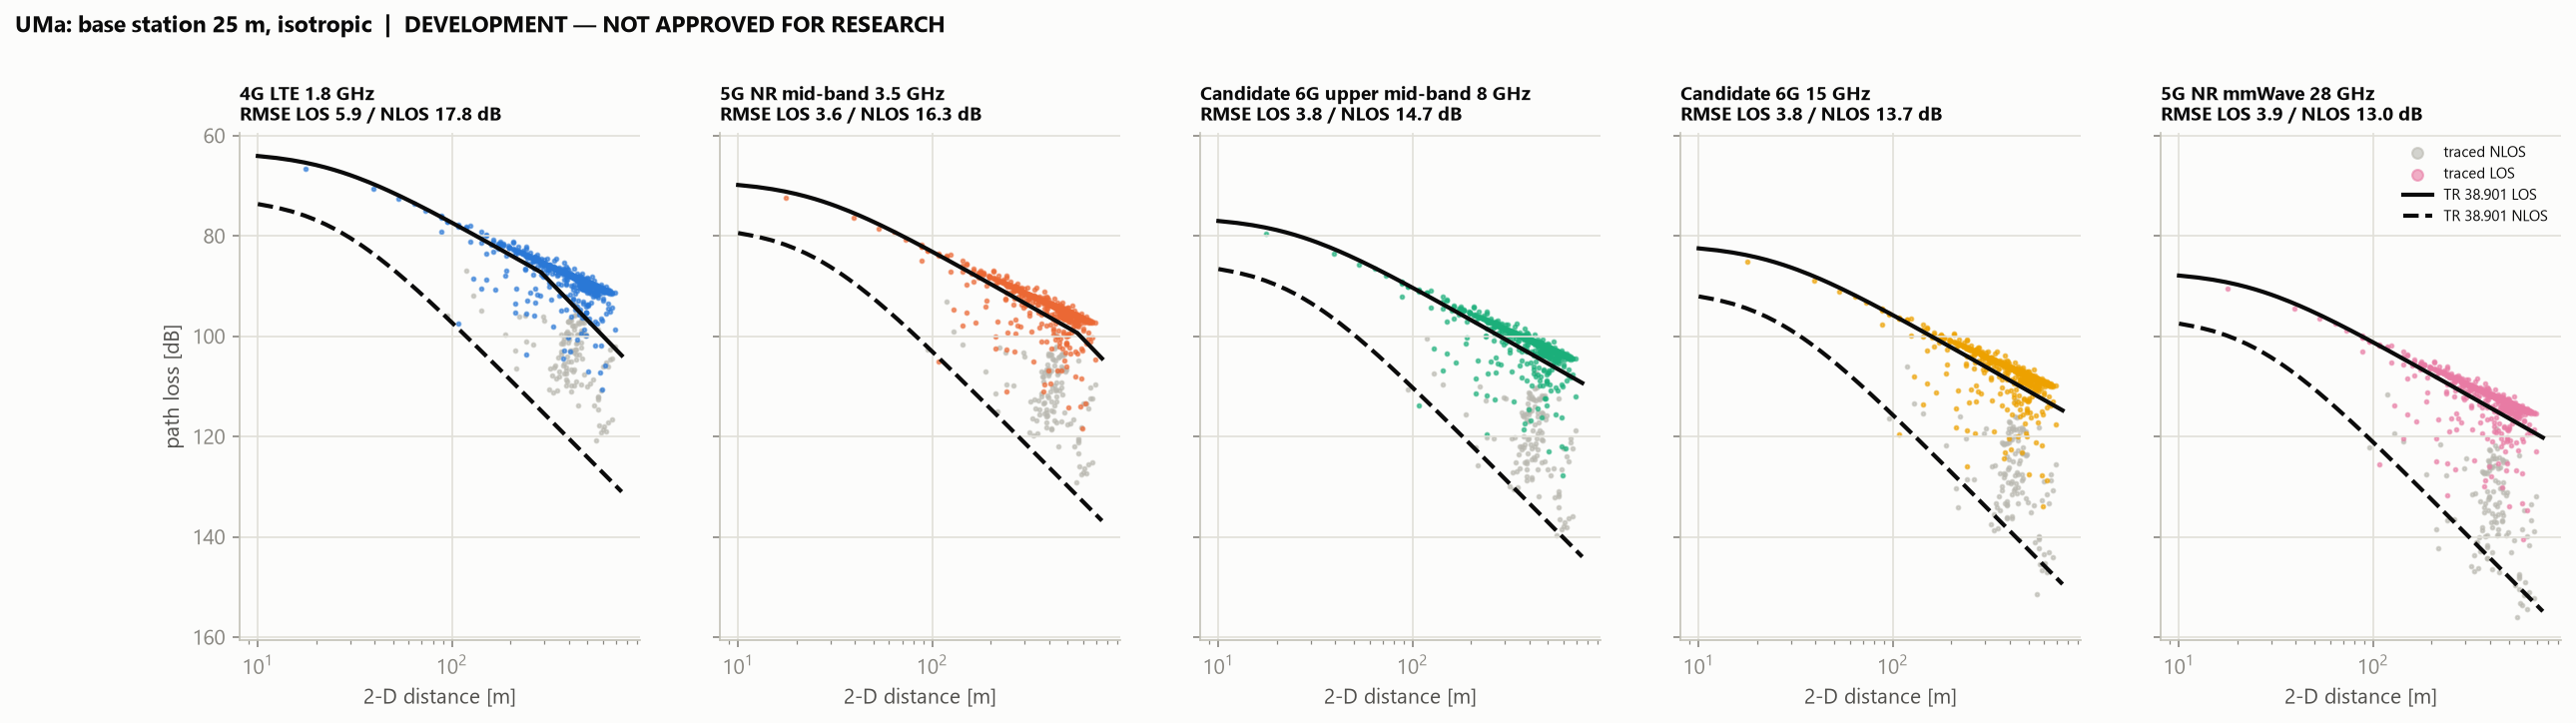 UMa: base station 25 m, isotropic | DEVELOPMENT — NOT APPROVED FOR RESEARCH
4G LTE 1.8 GHz
RMSE LOS 5.9 / NLOS 17.8 dB
5G NR mid-band 3.5 GHz
RMSE LOS 3.6 / NLOS 16.3 dB
Candidate 6G upper mid-band 8 GHz
RMSE LOS 3.8 / NLOS 14.7 dB
Candidate 6G 15 GHz
RMSE LOS 3.8 / NLOS 13.7 dB
5G NR mmWave 28 GHz
RMSE LOS 3.9 / NLOS 13.0 dB
traced NLOS
traced LOS
TR 38.901 LOS
TR 38.901 NLOS
path loss [dB]
60
80
100
120
140
160
10¹ 10²
10¹ 10²
10¹ 10²
10¹ 10²
10¹ 10²
2-D distance [m]
2-D distance [m]
2-D distance [m]
2-D distance [m]
2-D distance [m]